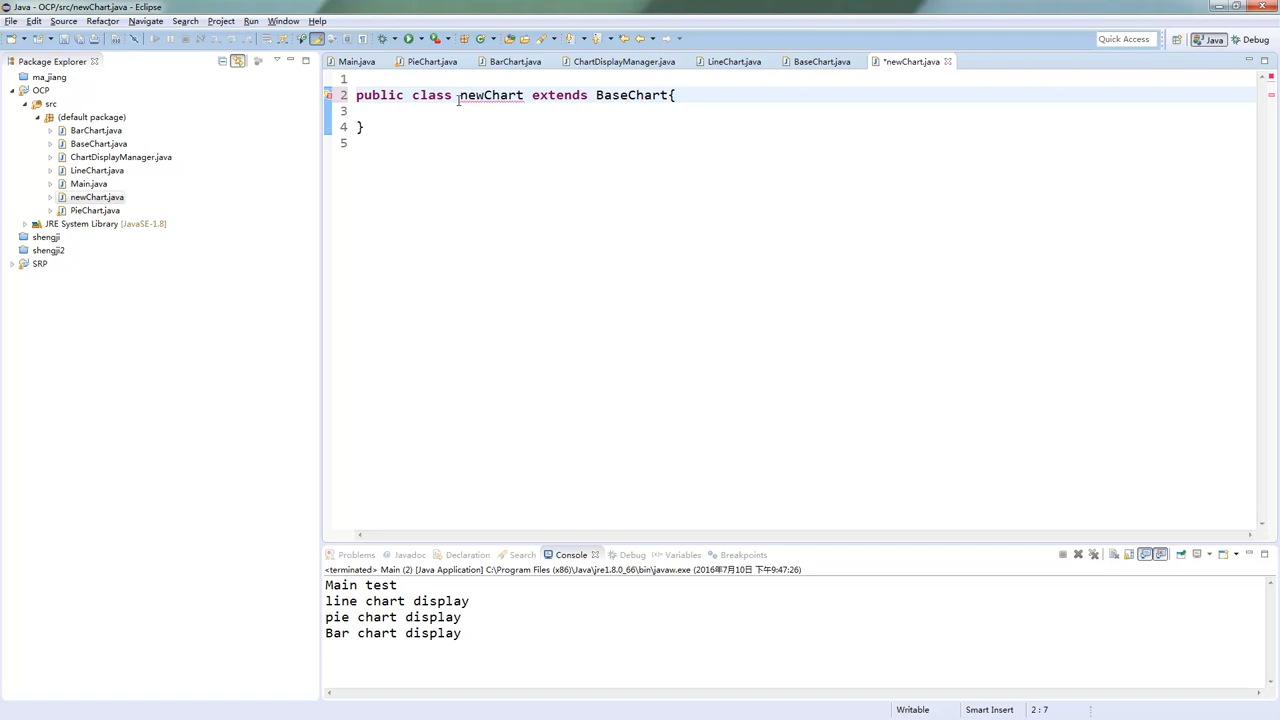 Java - OCP/src/newChart.java - Eclipse
File Edit Source Refactor Navigate Search Project Run Window Help
Quick Access Java Debug
Package Explorer
ma_jiang
OCP
src
(default package)
BarChart.java
BaseChart.java
ChartDisplayManager.java
LineChart.java
Main.java
newChart.java
PieChart.java
JRE System Library [JavaSE-1.8]
shengji
shengji2
SRP
Main.java PieChart.java BarChart.java ChartDisplayManager.java LineChart.java BaseChart.java *newChart.java
1
2 public class newChart extends BaseChart{
3
4 }
5
Problems Javadoc Declaration Search Console Debug Variables Breakpoints
<terminated> Main (2) [Java Application] C:\Program Files (x86)\Java\jre1.8.0_66\bin\javaw.exe (2016年7月10日 下午9:47:26)
Main test
line chart display
pie chart display
Bar chart display
Writable Smart Insert 2 : 7